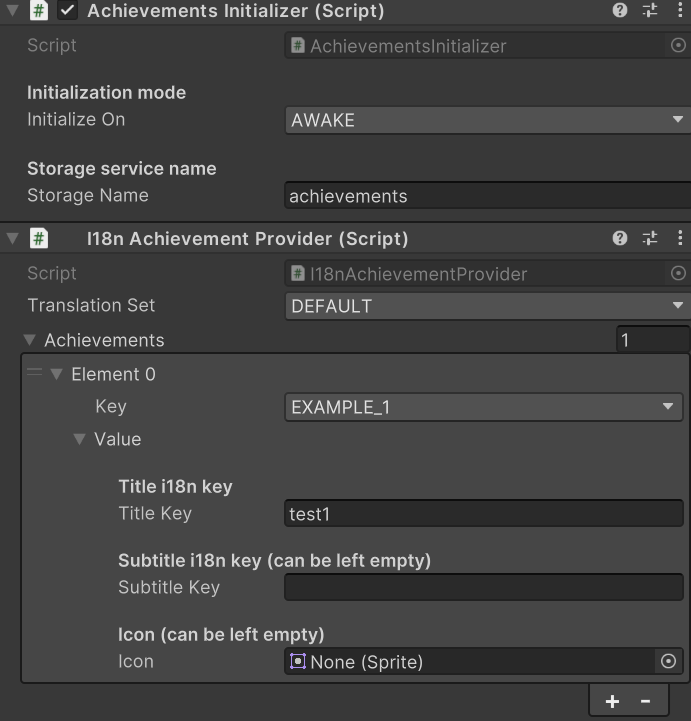 # Achievements Initializer (Script)
Script # AchievementsInitializer
Initialization mode
Initialize On AWAKE
Storage service name
Storage Name achievements
# I18n Achievement Provider (Script)
Script # I18nAchievementProvider
Translation Set DEFAULT
Achievements 1
Element 0
Key EXAMPLE_1
Value
Title i18n key
Title Key test1
Subtitle i18n key (can be left empty)
Subtitle Key
Icon (can be left empty)
Icon None (Sprite)
+ -